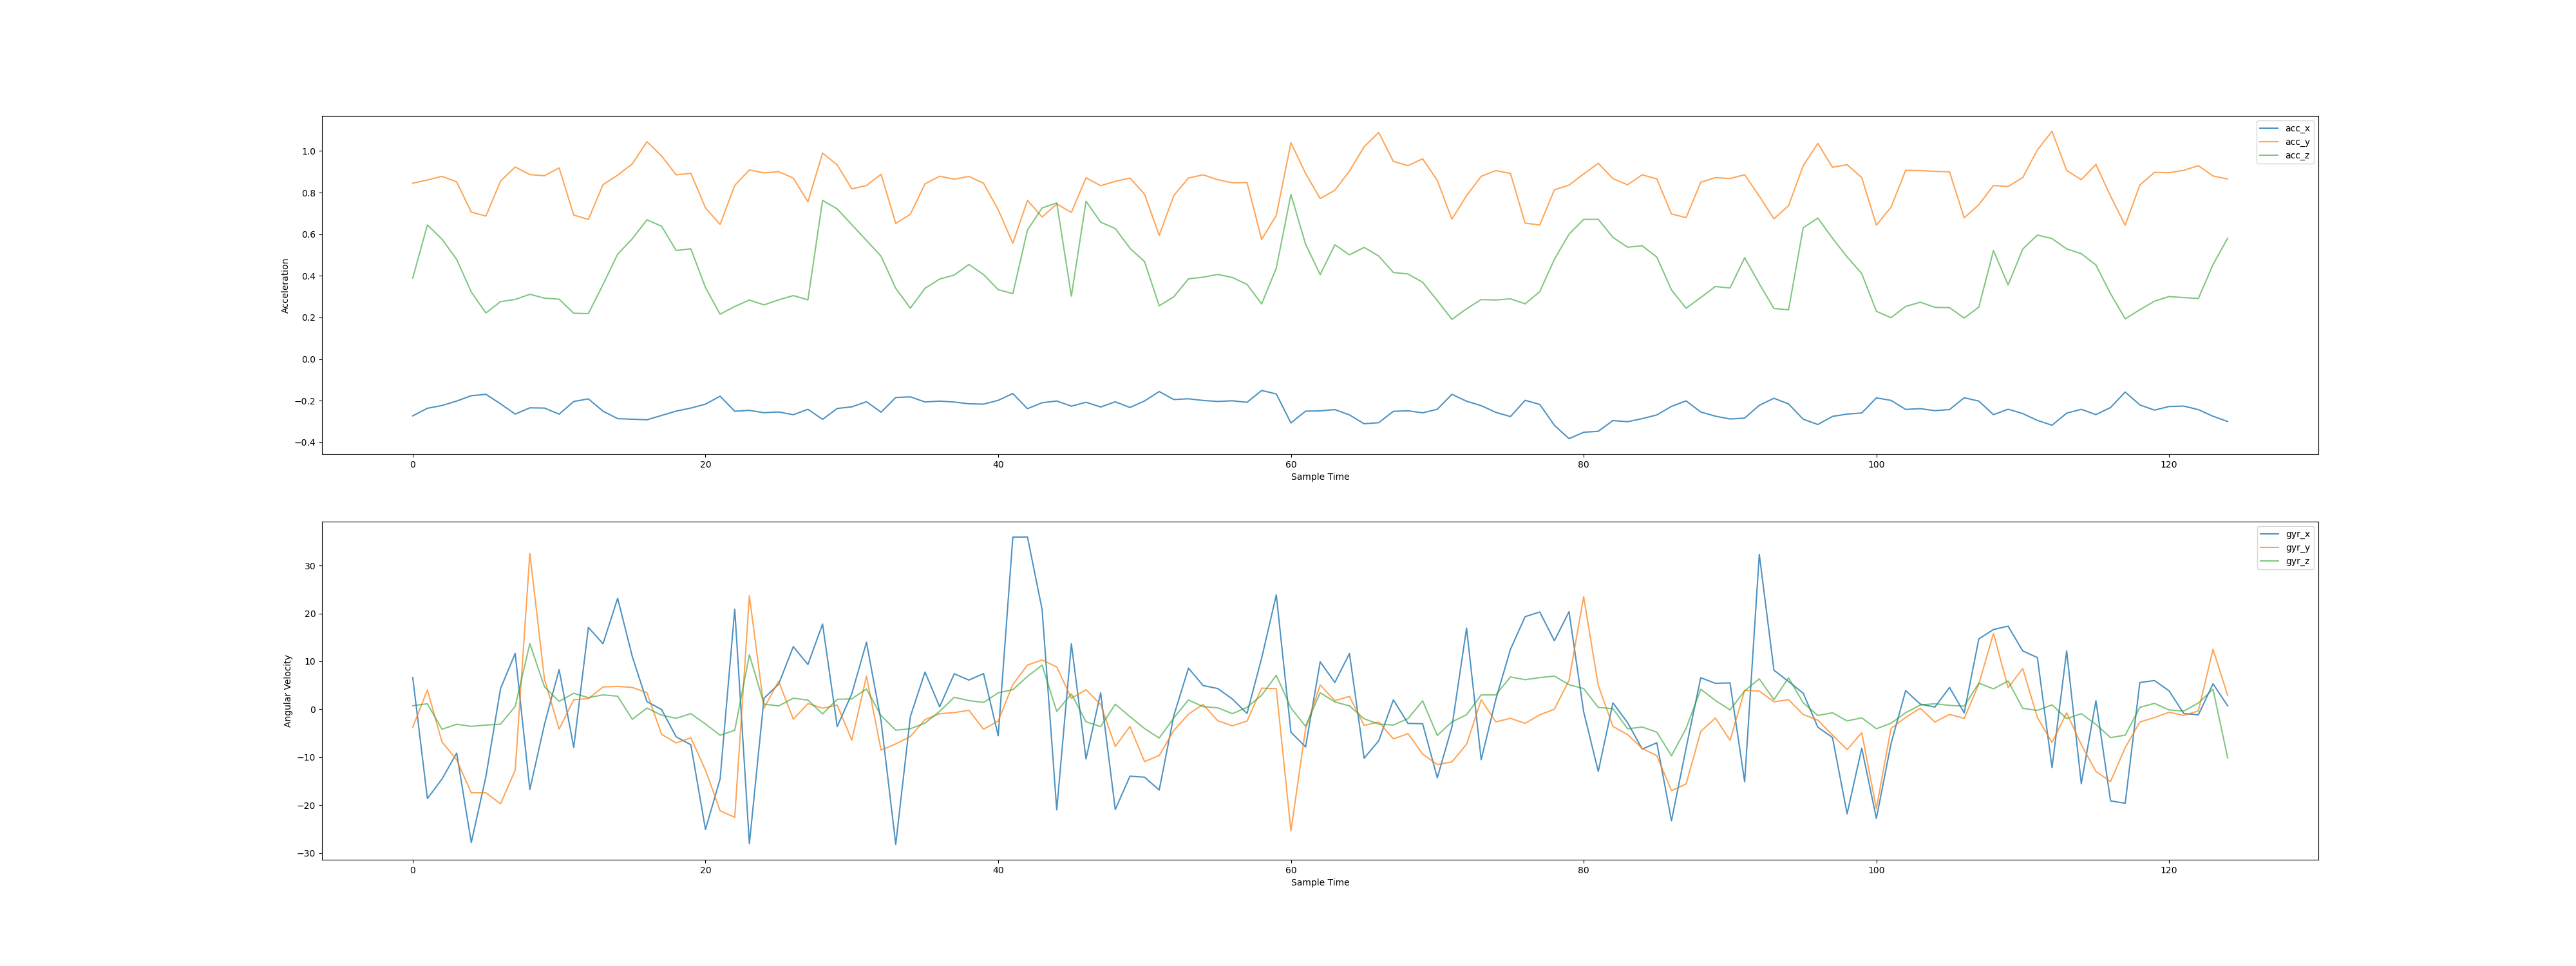 acc_x
acc_y
acc_z
1.0
0.8
0.6
0.4
0.2
0.0
−0.2
−0.4
Acceleration
0 20 40 60 80 100 120
Sample Time
gyr_x
gyr_y
gyr_z
30
20
10
0
−10
−20
−30
Angular Velocity
0 20 40 60 80 100 120
Sample Time